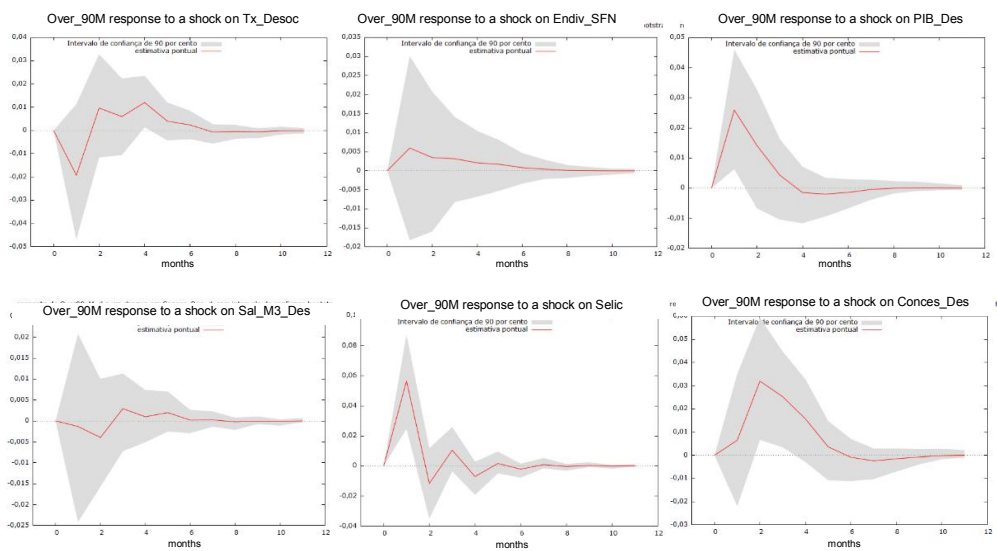 Over_90M response to a shock on Tx_Desoc
0,04
0,03
0,02
0,01
0
-0,01
-0,02
-0,03
-0,04
-0,05
Intervalo de confiança de 90 por cento
estimativa pontual
0 2 4 6 8 10 12
months
Over_90M response to a shock on Endiv_SFN
0,035
0,03
0,025
0,02
0,015
0,01
0,005
0
-0,005
-0,01
-0,015
-0,02
Intervalo de confiança de 90 por cento
estimativa pontual
0 2 4 6 8 10 12
months
Over_90M response to a shock on PIB_Des
0,05
0,04
0,03
0,02
0,01
0
-0,01
-0,02
Intervalo de confiança de 90 por cento
estimativa pontual
0 2 4 6 8 10 12
months
Over_90M response to a shock on Sal_M3_Des
0,02
0,015
0,01
0,005
0
-0,005
-0,01
-0,015
-0,02
-0,025
estimativa pontual
0 2 4 6 8 10 12
months
Over_90M response to a shock on Selic
0,1
0,08
0,06
0,04
0,02
0
-0,02
-0,04
Intervalo de confiança de 90 por cento
estimativa pontual
0 2 4 6 8 10 12
months
Over_90M response to a shock on Conces_Des
0,05
0,04
0,03
0,02
0,01
0
-0,01
-0,02
-0,03
Intervalo de confiança de 90 por cento
estimativa pontual
0 2 4 6 8 10 12
months